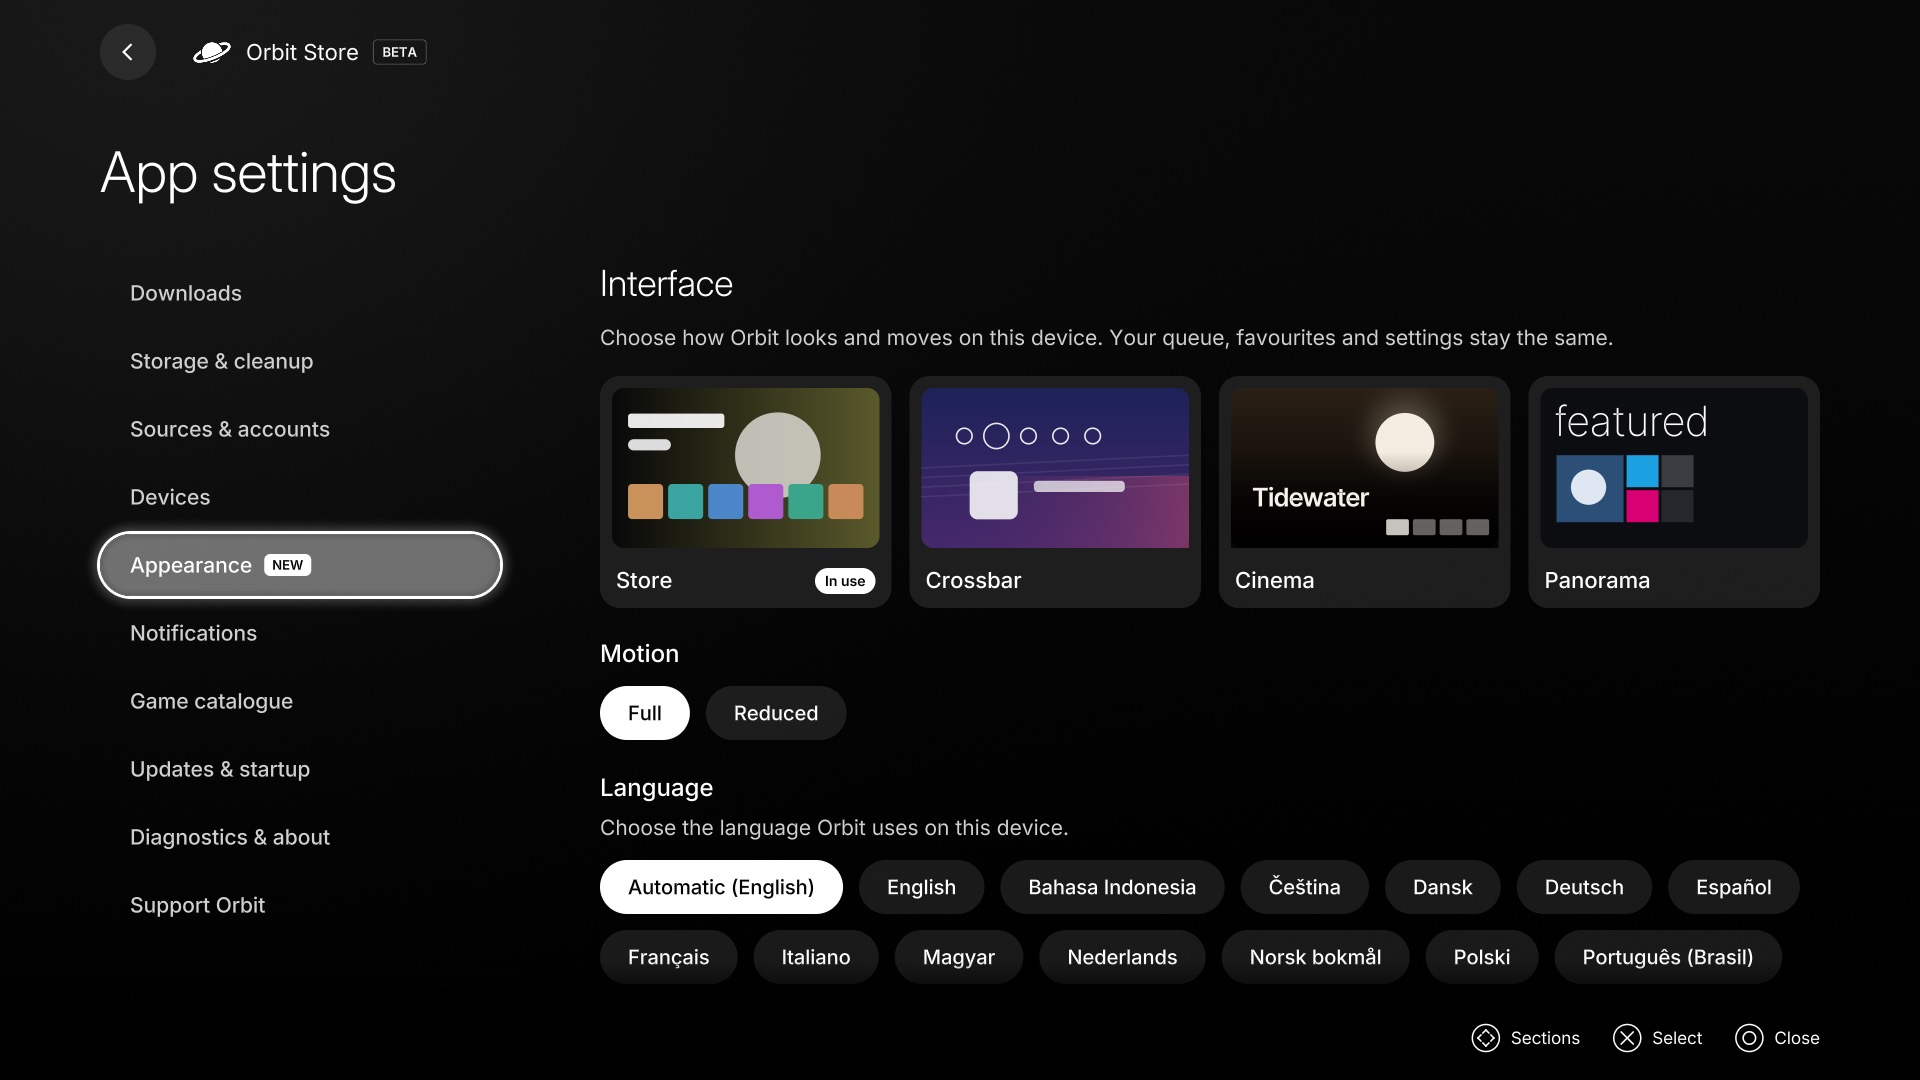 Orbit Store BETA
App settings
Downloads
Storage & cleanup
Sources & accounts
Devices
Appearance NEW
Notifications
Game catalogue
Updates & startup
Diagnostics & about
Support Orbit
Interface
Choose how Orbit looks and moves on this device. Your queue, favourites and settings stay the same.
Tidewater
featured
Store In use
Crossbar
Cinema
Panorama
Motion
Full Reduced
Language
Choose the language Orbit uses on this device.
Automatic (English) English Bahasa Indonesia Čeština Dansk Deutsch Español
Français Italiano Magyar Nederlands Norsk bokmål Polski Português (Brasil)
Sections Select Close